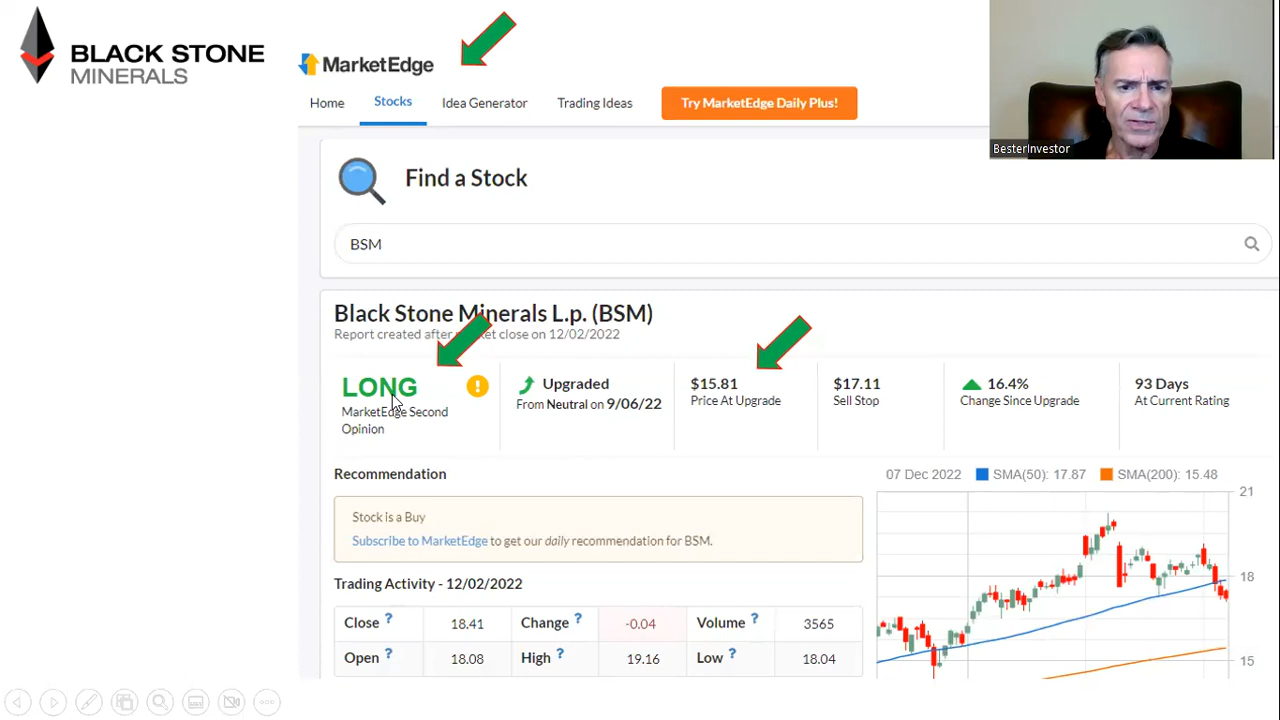 BLACK STONE
MINERALS
MarketEdge
Home Stocks Idea Generator Trading Ideas Try MarketEdge Daily Plus!
BesterInvestor
Find a Stock
BSM
Black Stone Minerals L.p. (BSM)
Report created after market close on 12/02/2022
LONG
MarketEdge Second
Opinion
Upgraded
From Neutral on 9/06/22
$15.81
Price At Upgrade
$17.11
Sell Stop
16.4%
Change Since Upgrade
93 Days
At Current Rating
Recommendation
Stock is a Buy
Subscribe to MarketEdge to get our daily recommendation for BSM.
07 Dec 2022 SMA(50): 17.87 SMA(200): 15.48
21
18
15
Trading Activity - 12/02/2022
Close ? 18.41 Change ? -0.04 Volume ? 3565
Open ? 18.08 High ? 19.16 Low ? 18.04